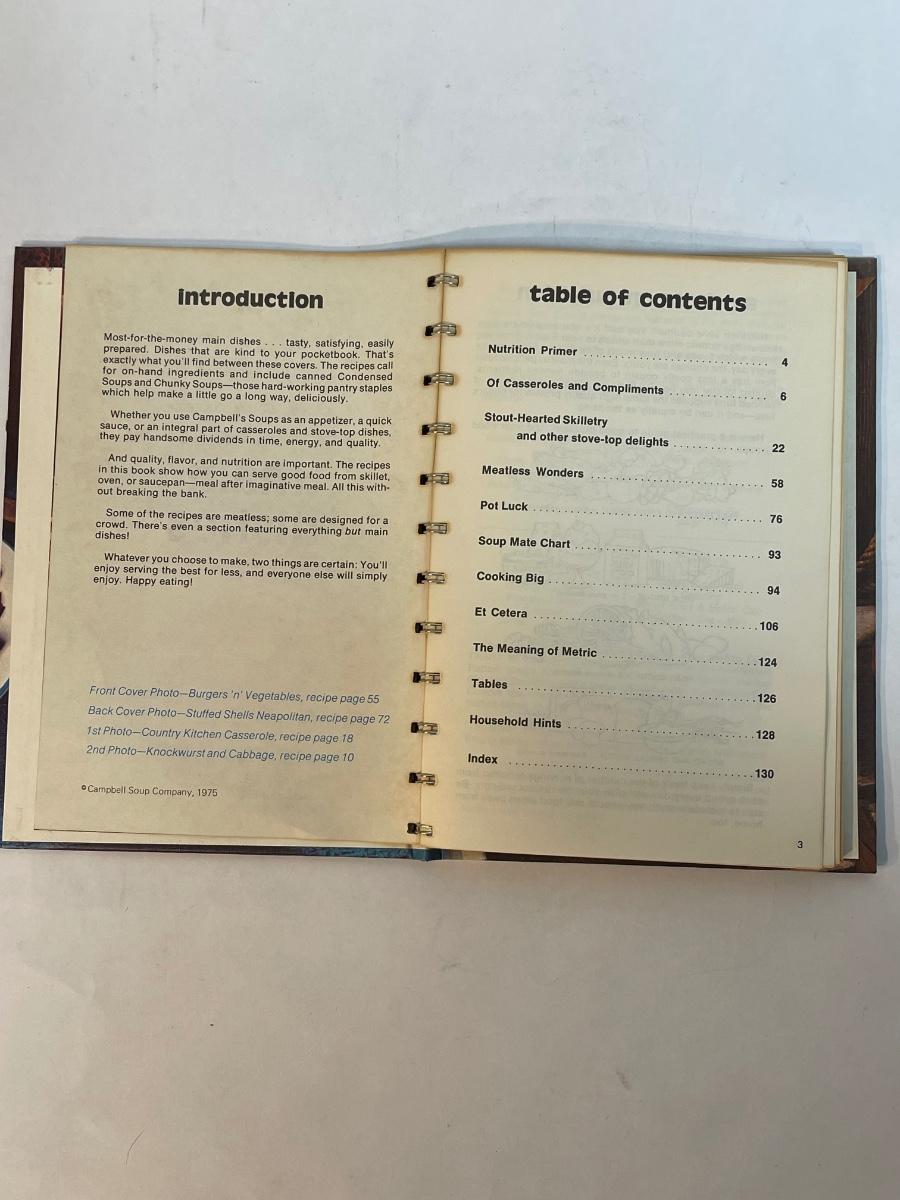 introduction
Most-for-the-money main dishes . . . tasty, satisfying, easily
prepared. Dishes that are kind to your pocketbook. That's
exactly what you'll find between these covers. The recipes call
for on-hand ingredients and include canned Condensed
Soups and Chunky Soups—those hard-working pantry staples
which help make a little go a long way, deliciously.
Whether you use Campbell's Soups as an appetizer, a quick
sauce, or an integral part of casseroles and stove-top dishes,
they pay handsome dividends in time, energy, and quality.
And quality, flavor, and nutrition are important. The recipes
in this book show how you can serve good food from skillet,
oven, or saucepan—meal after imaginative meal. All this with-
out breaking the bank.
Some of the recipes are meatless; some are designed for a
crowd. There's even a section featuring everything but main
dishes!
Whatever you choose to make, two things are certain: You'll
enjoy serving the best for less, and everyone else will simply
enjoy. Happy eating!
Front Cover Photo—Burgers 'n' Vegetables, recipe page 55
Back Cover Photo—Stuffed Shells Neapolitan, recipe page 72
1st Photo—Country Kitchen Casserole, recipe page 18
2nd Photo—Knockwurst and Cabbage, recipe page 10
©Campbell Soup Company, 1975
table of contents
Nutrition Primer . . . . . . . . . . . . . . . . . . . . . . . . . . . . 4
Of Casseroles and Compliments . . . . . . . . . . . . . . . 6
Stout-Hearted Skilletry
and other stove-top delights . . . . . . . . . . . . . . . . 22
Meatless Wonders . . . . . . . . . . . . . . . . . . . . . . . . . . . 58
Pot Luck . . . . . . . . . . . . . . . . . . . . . . . . . . . . . . . . . . . 76
Soup Mate Chart . . . . . . . . . . . . . . . . . . . . . . . . . . . . 93
Cooking Big . . . . . . . . . . . . . . . . . . . . . . . . . . . . . . . . 94
Et Cetera . . . . . . . . . . . . . . . . . . . . . . . . . . . . . . . . . . 106
The Meaning of Metric . . . . . . . . . . . . . . . . . . . . . . . 124
Tables . . . . . . . . . . . . . . . . . . . . . . . . . . . . . . . . . . . . 126
Household Hints . . . . . . . . . . . . . . . . . . . . . . . . . . . . 128
Index . . . . . . . . . . . . . . . . . . . . . . . . . . . . . . . . . . . . . 130
3